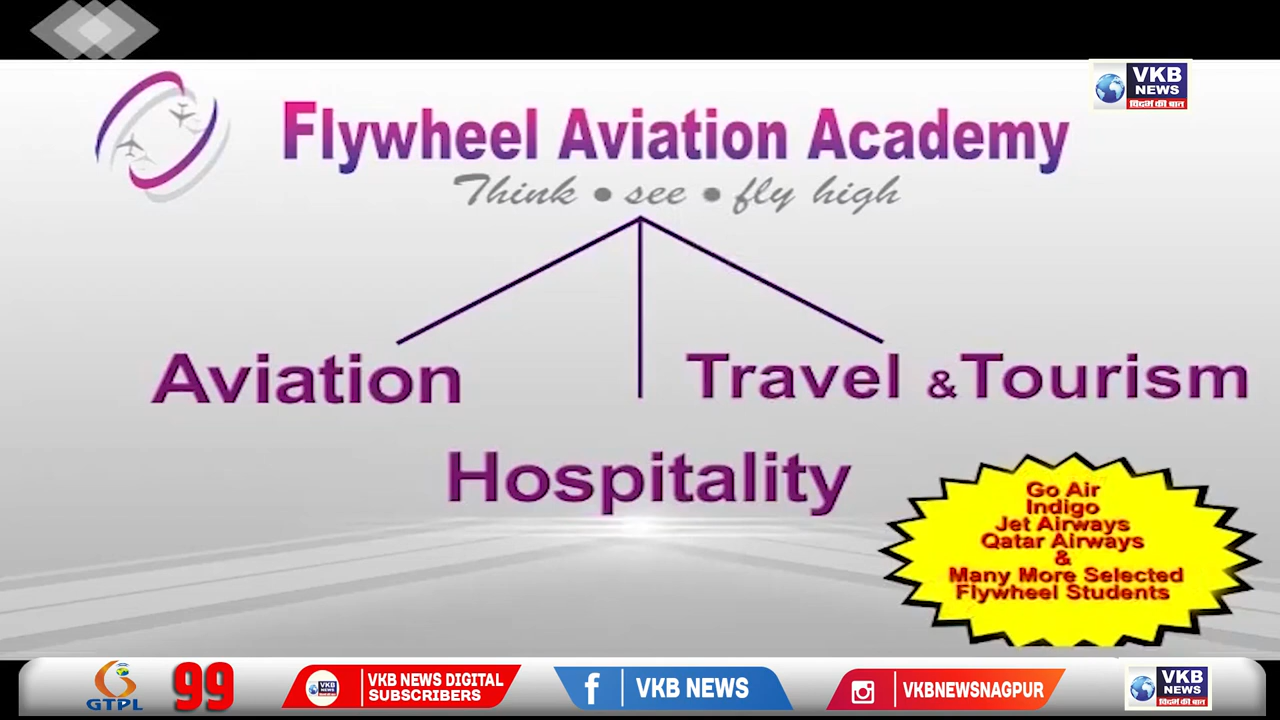 VKB
NEWS
विदर्भ की बात
Flywheel Aviation Academy
Think • see • fly high
Aviation
Travel & Tourism
Hospitality
Go Air
Indigo
Jet Airways
Qatar Airways
&
Many More Selected
Flywheel Students
GTPL
99
VKB
NEWS
VKB NEWS DIGITAL
SUBSCRIBERS
f
VKB NEWS
VKBNEWSNAGPUR
VKB
NEWS
विदर्भ की बात